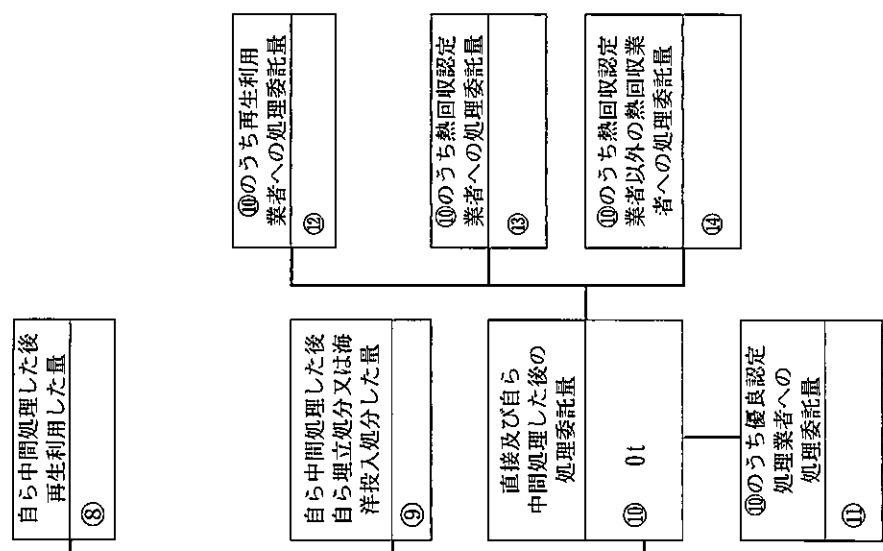 自ら中間処理した後
再生利用した量
⑧
自ら中間処理した後
自ら埋立処分又は海
洋投入処分した量
⑨
直接及び自ら
中間処理した後の
処理委託量
⑩ 0t
⑩のうち優良認定
処理業者への
処理委託量
⑪
⑩のうち再生利用
業者への処理委託量
⑫
⑩のうち熱回収認定
業者への処理委託量
⑬
⑩のうち熱回収認定
業者以外の熱回収業
者への処理委託量
⑭